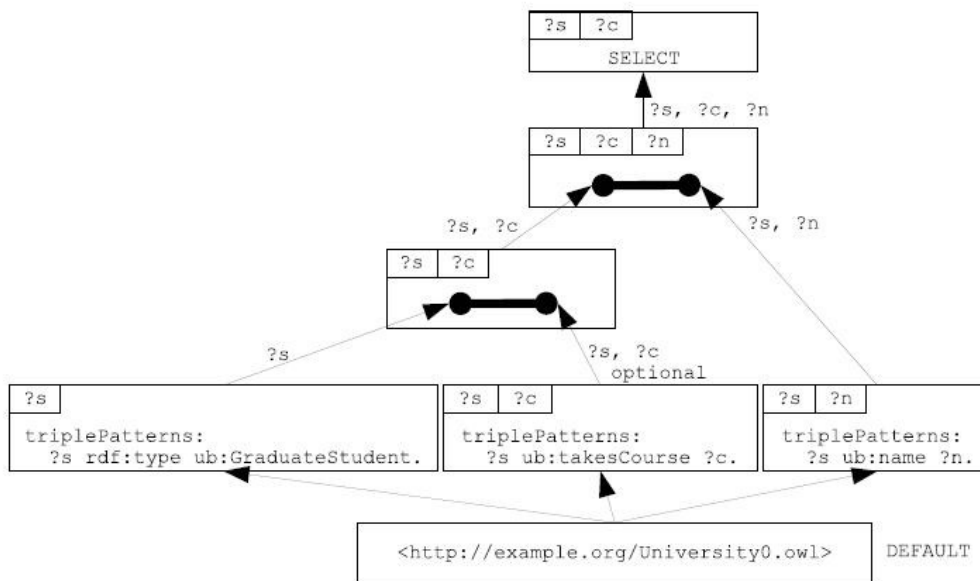 ?s ?c
SELECT
?s, ?c, ?n
?s ?c ?n
?s, ?c
?s, ?n
?s ?c
?s
?s, ?c
optional
?s
triplePatterns:
?s rdf:type ub:GraduateStudent.
?s ?c
triplePatterns:
?s ub:takesCourse ?c.
?s ?n
triplePatterns:
?s ub:name ?n.
<http://example.org/University0.owl>
DEFAULT